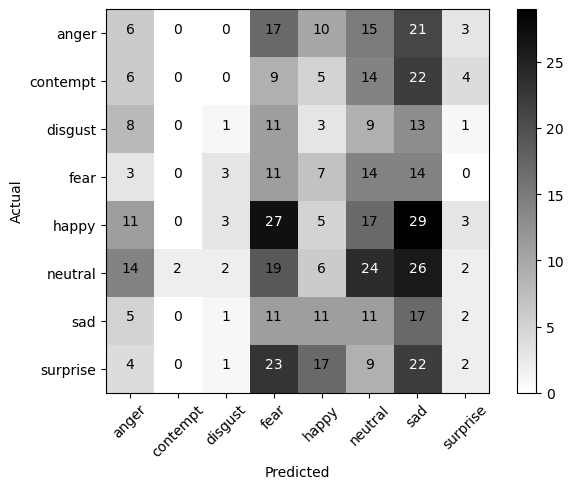 anger 6 0 0 17 10 15 21 3
contempt 6 0 0 9 5 14 22 4
disgust 8 0 1 11 3 9 13 1
fear 3 0 3 11 7 14 14 0
happy 11 0 3 27 5 17 29 3
neutral 14 2 2 19 6 24 26 2
sad 5 0 1 11 11 11 17 2
surprise 4 0 1 23 17 9 22 2
anger contempt disgust fear happy neutral sad surprise
Actual
Predicted
25
20
15
10
5
0